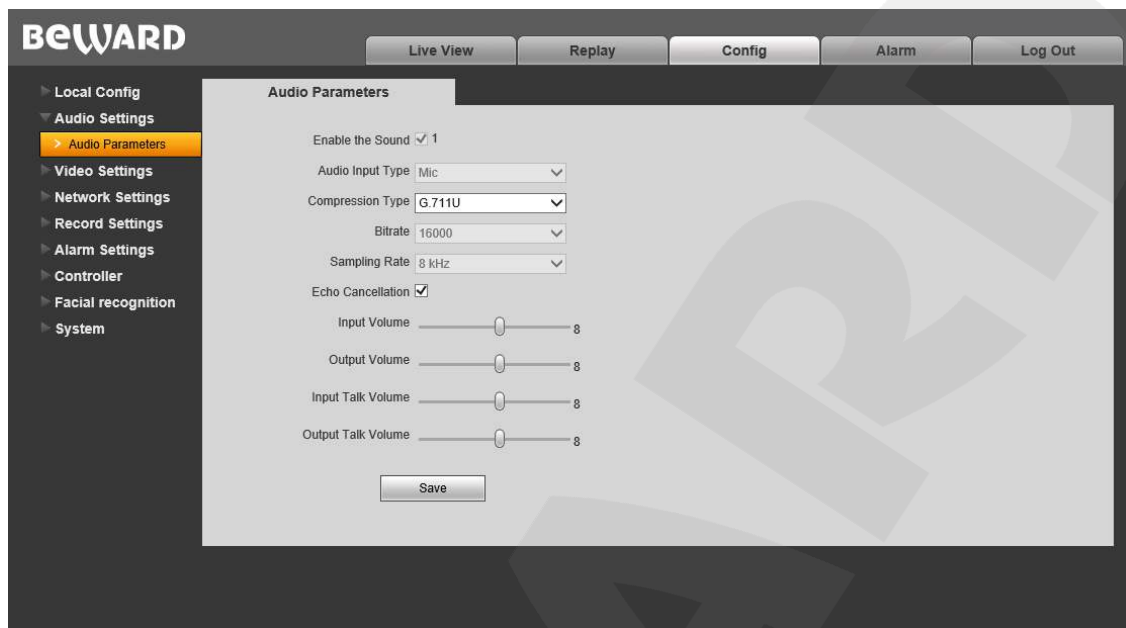 BEWARD
Live View Replay Config Alarm Log Out
Local Config
Audio Settings
> Audio Parameters
Video Settings
Network Settings
Record Settings
Alarm Settings
Controller
Facial recognition
System
Audio Parameters
Enable the Sound 1
Audio Input Type Mic
Compression Type G.711U
Bitrate 16000
Sampling Rate 8 kHz
Echo Cancellation
Input Volume 8
Output Volume 8
Input Talk Volume 8
Output Talk Volume 8
Save